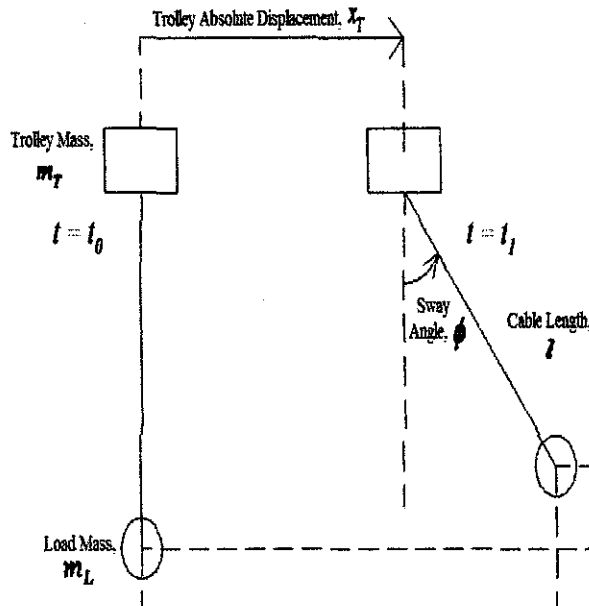 Trolley Absolute Displacement, x_T
Trolley Mass,
m_T
t = t_0
t = t_1
Sway
Angle, ϕ
Cable Length,
l
Load Mass,
m_L